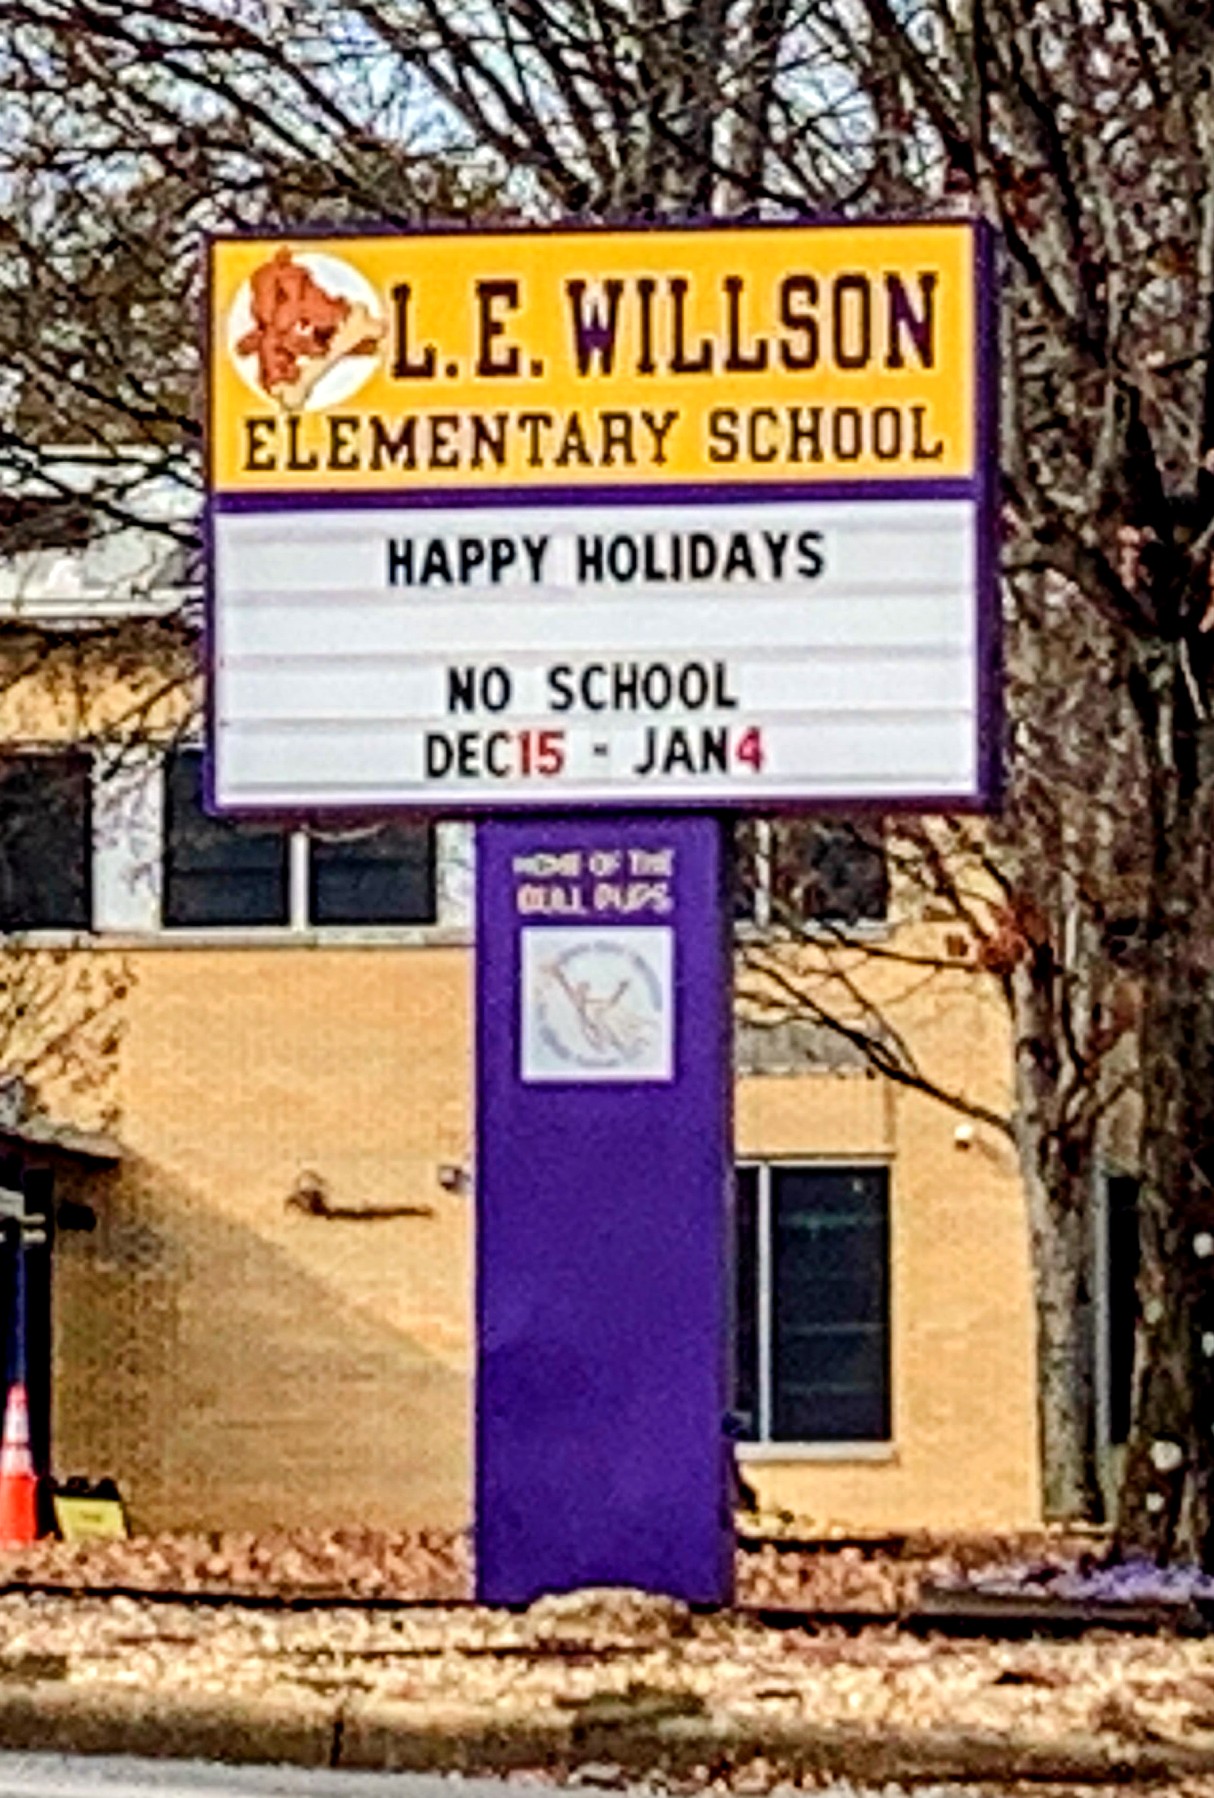 L.E. WILLSON
ELEMENTARY SCHOOL
HAPPY HOLIDAYS
NO SCHOOL
DEC15 - JAN4
HOME OF THE
BULL PUPS